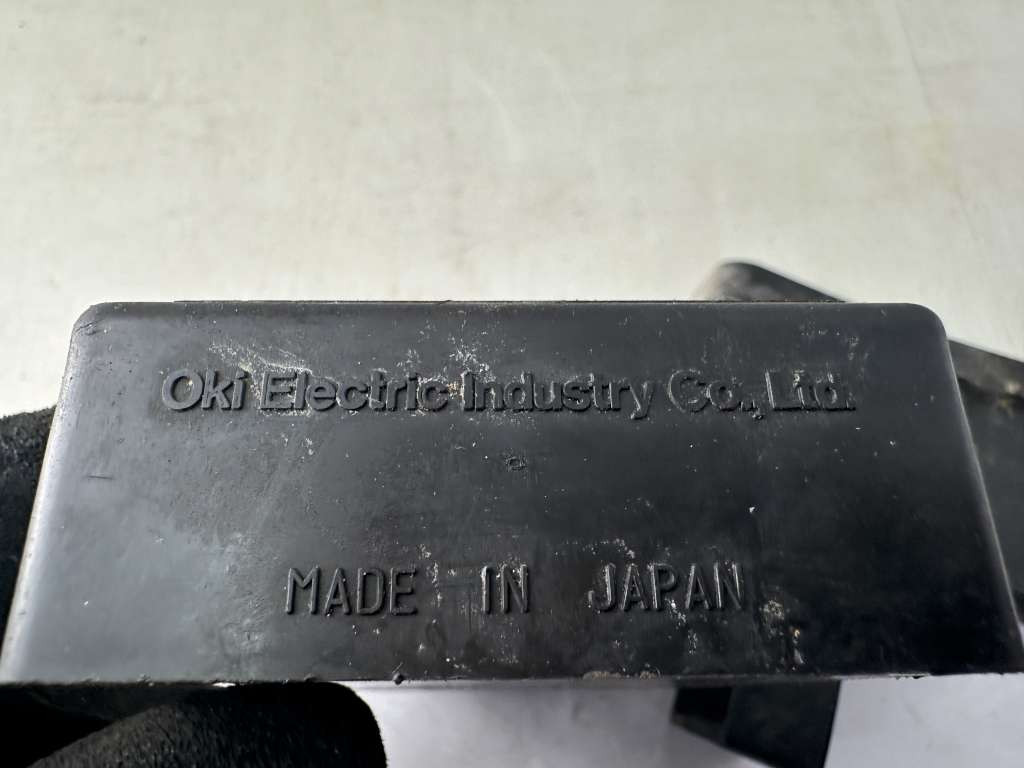 Oki Electric Industry Co., Ltd.
MADE IN JAPAN